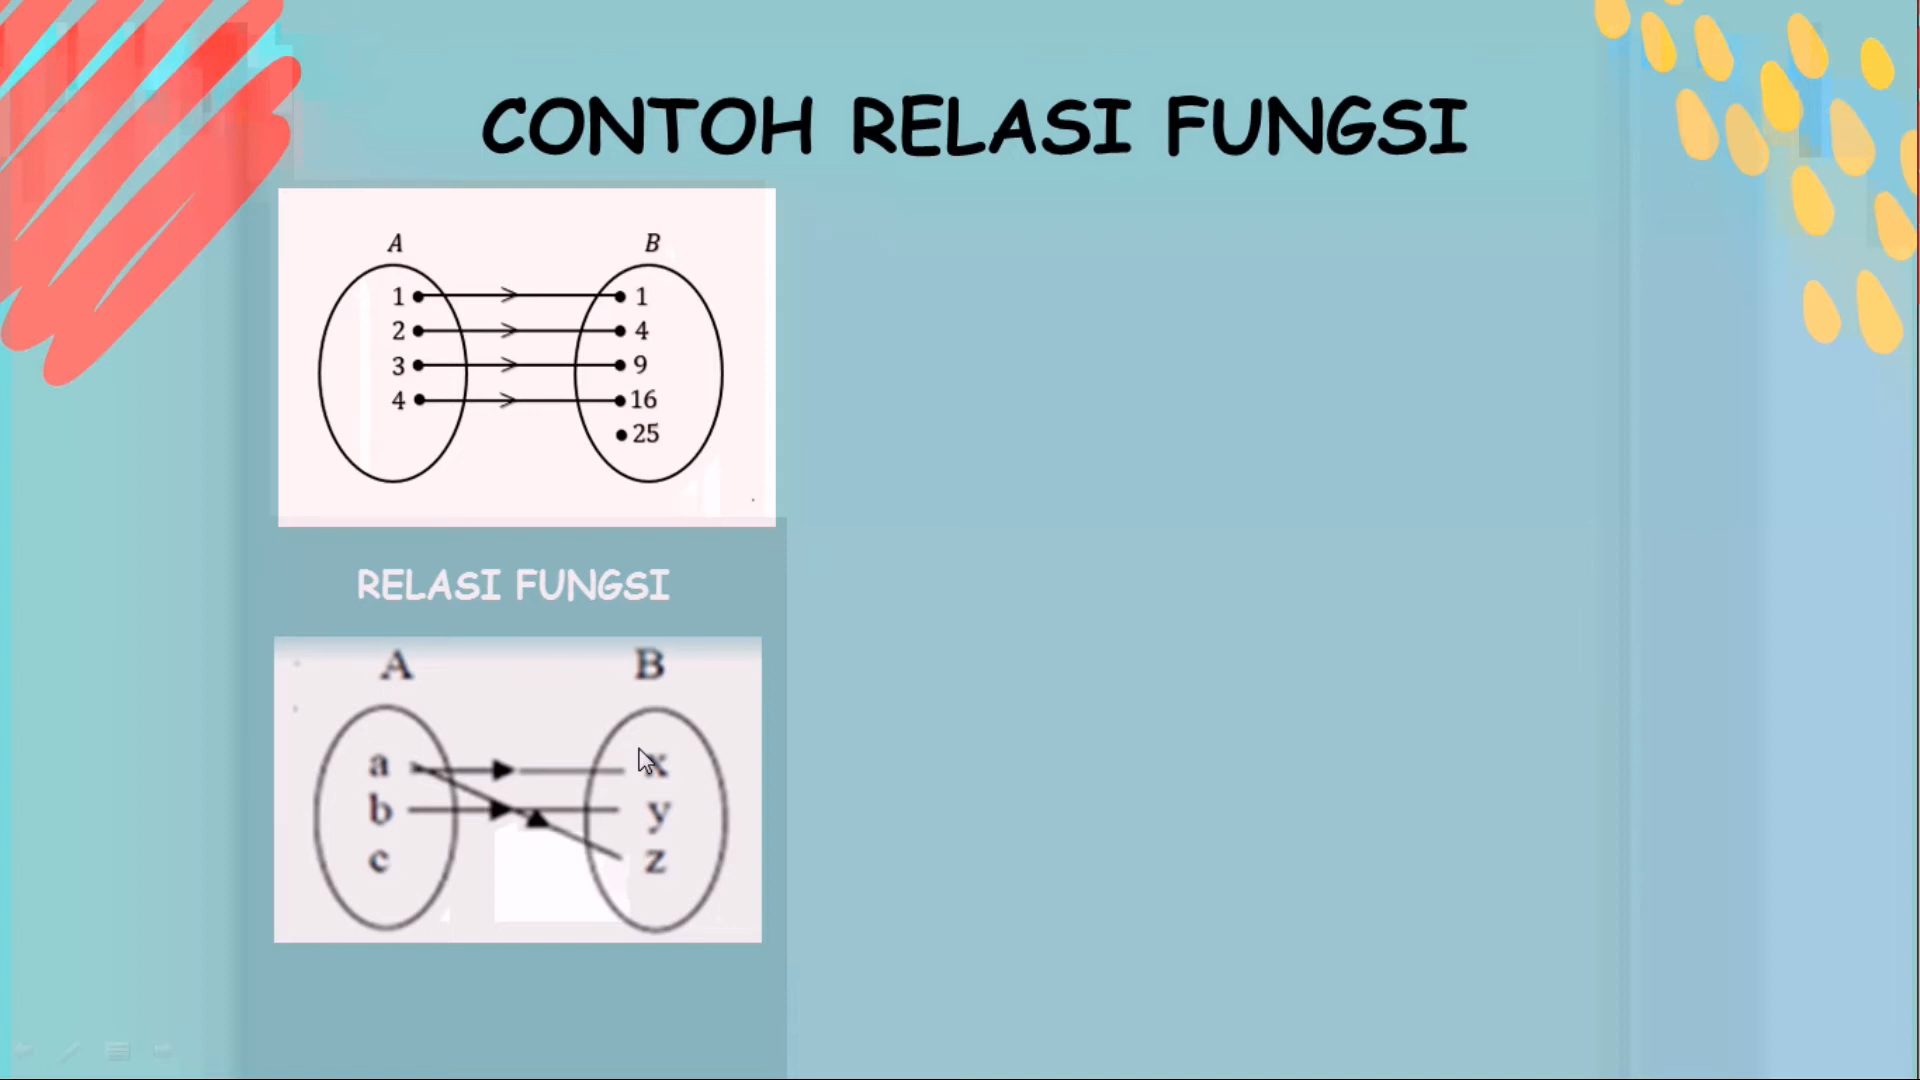 CONTOH RELASI FUNGSI
A B
1 1
2 4
3 9
4 16
25
RELASI FUNGSI
A B
a x
b y
c z